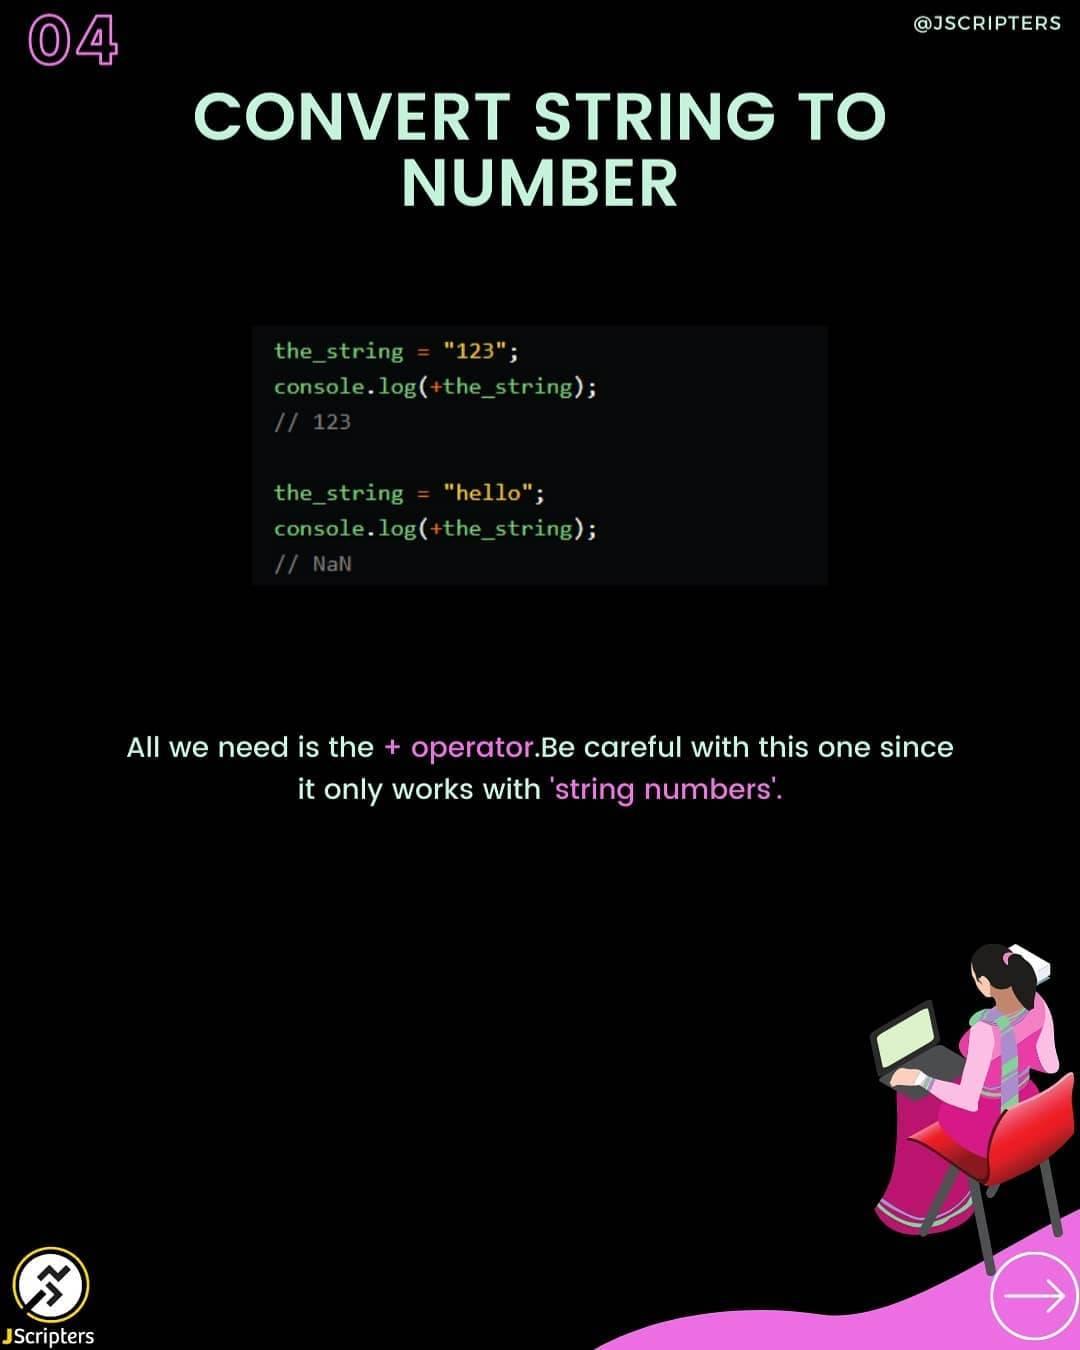 04
@JSCRIPTERS
CONVERT STRING TO
NUMBER
the_string = "123";
console.log(+the_string);
// 123
the_string = "hello";
console.log(+the_string);
// NaN
All we need is the + operator.Be careful with this one since
it only works with 'string numbers'.
JScripters